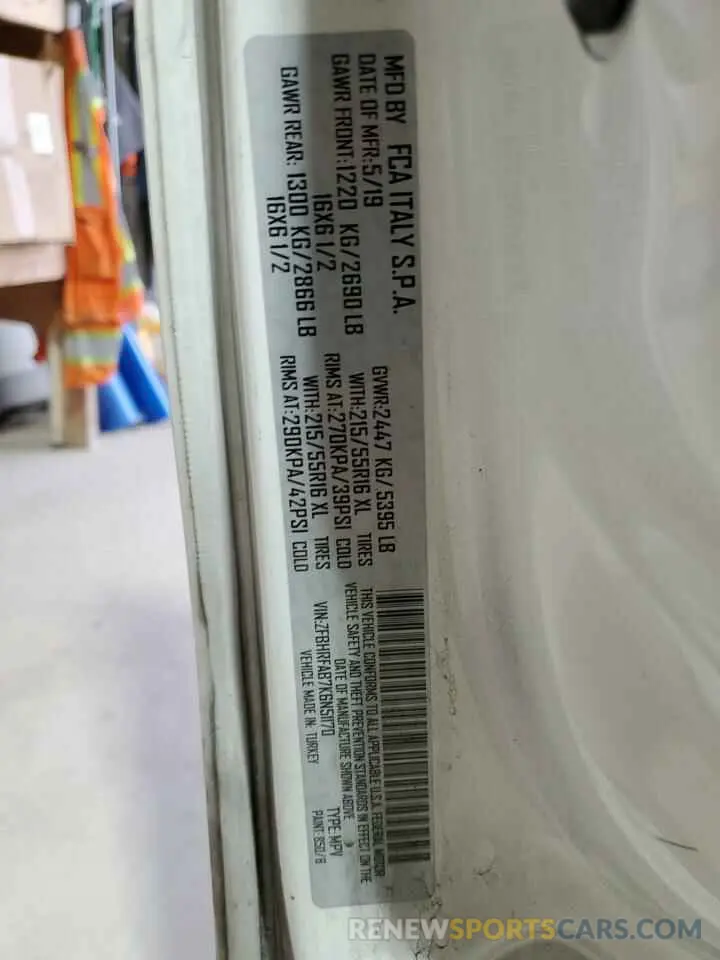 MFD BY FCA ITALY S.P.A.
DATE OF MFR:5/19 GVWR:2447 KG/5395 LB
GAWR FRONT:1220 KG/2690 LB WITH:215/55R16 XL TIRES
16X6 1/2 RIMS AT:270KPA/39PSI COLD
GAWR REAR: 1300 KG/2866 LB WITH:215/55R16 XL TIRES
16X6 1/2 RIMS AT:290KPA/42PSI COLD
THIS VEHICLE CONFORMS TO ALL APPLICABLE U.S.A. FEDERAL MOTOR
VEHICLE SAFETY AND THEFT PREVENTION STANDARDS IN EFFECT ON THE
DATE OF MANUFACTURE SHOWN ABOVE
VIN:ZFBHRFAB7K6N51170 TYPE:MPV
VEHICLE MADE IN: TURKEY PAINT:
RENEWSPORTSCARS.COM